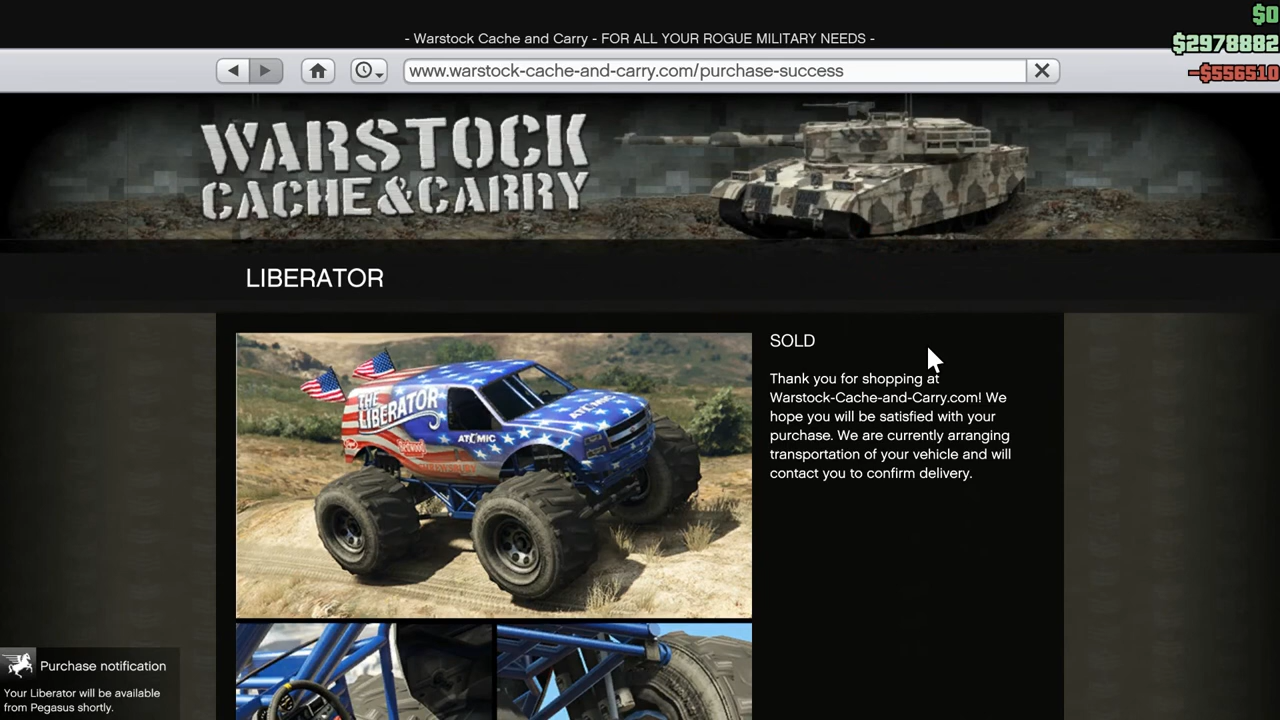 $0
- Warstock Cache and Carry - FOR ALL YOUR ROGUE MILITARY NEEDS -
$2978882
www.warstock-cache-and-carry.com/purchase-success
-$556510
WARSTOCK
CACHE&CARRY
LIBERATOR
SOLD
Thank you for shopping at
Warstock-Cache-and-Carry.com! We
hope you will be satisfied with your
purchase. We are currently arranging
transportation of your vehicle and will
contact you to confirm delivery.
THE
LIBERATOR
ATOMIC
ATOMIC
Purchase notification
Your Liberator will be available
from Pegasus shortly.